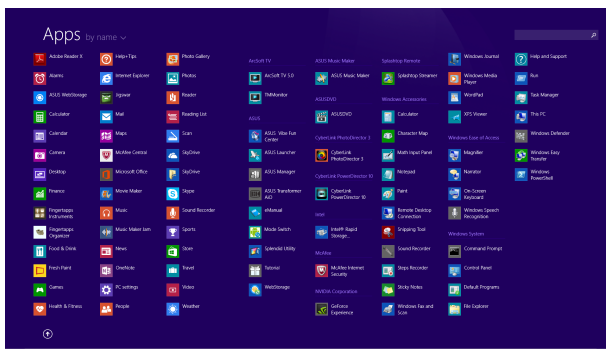 Apps by name
Adobe Reader X
Alarms
ASUS WebStorage
Calculator
Calendar
Camera
Desktop
Finance
Fingertapps
Instruments
Fingertapps
Organizer
Food & Drink
Fresh Paint
Games
Health & Fitness
Help+Tips
Internet Explorer
Jigswar
Mail
Maps
McAfee Central
Microsoft Office
Movie Maker
Music
Music Maker Jam
News
OneNote
PC settings
People
Photo Gallery
Photos
Reader
Reading List
Scan
SkyDrive
SkyDrive
Skype
Sound Recorder
Sports
Store
Travel
Video
Weather
ArcSoft TV
ArcSoft TV 5.0
TMMonitor
ASUS
ASUS Vibe Fun
Center
ASUS Launcher
ASUS Manager
ASUS Transformer
AiO
eManual
Mode Switch
Splendid Utility
Tutorial
WebStorage
ASUS Music Maker
ASUS Music Maker
ASUSDVD
ASUSDVD
CyberLink PhotoDirector 3
CyberLink
PhotoDirector 3
CyberLink PowerDirector 10
CyberLink
PowerDirector 10
Intel
Intel® Rapid
Storage...
McAfee
McAfee Internet
Security
NVIDIA Corporation
GeForce
Experience
Splashtop Remote
Splashtop Streamer
Windows Accessories
Calculator
Character Map
Math Input Panel
Notepad
Paint
Remote Desktop
Connection
Snipping Tool
Sound Recorder
Steps Recorder
Sticky Notes
Windows Fax and
Scan
Windows Journal
Windows Media
Player
WordPad
XPS Viewer
Windows Ease of Access
Magnifier
Narrator
On-Screen
Keyboard
Windows Speech
Recognition
Windows System
Command Prompt
Control Panel
Default Programs
File Explorer
Help and Support
Run
Task Manager
This PC
Windows Defender
Windows Easy
Transfer
Windows
PowerShell